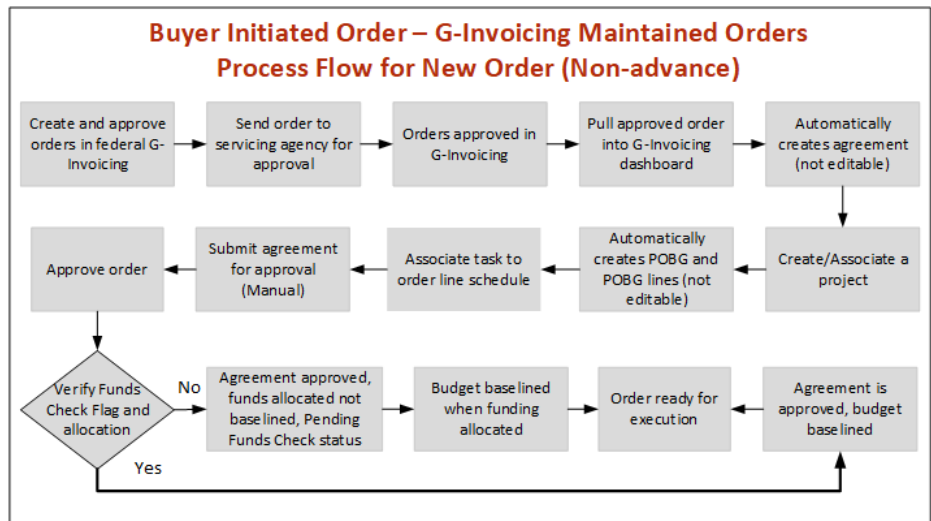 Buyer Initiated Order – G-Invoicing Maintained Orders
Process Flow for New Order (Non-advance)
Create and approve
orders in federal G-
Invoicing
Send order to
servicing agency for
approval
Orders approved in
G-Invoicing
Pull approved order
into G-Invoicing
dashboard
Automatically
creates agreement
(not editable)
Create/Associate a
project
Automatically
creates POBG and
POBG lines (not
editable)
Associate task to
order line schedule
Submit agreement
for approval
(Manual)
Approve order
Verify Funds
Check Flag and
allocation
No
Yes
Agreement approved,
funds allocated not
baselined, Pending
Funds Check status
Budget baselined
when funding
allocated
Order ready for
execution
Agreement is
approved, budget
baselined